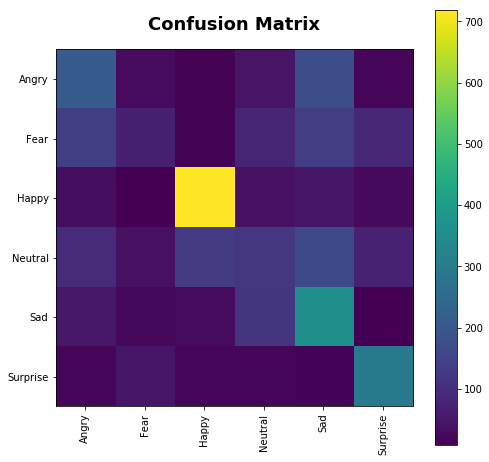 Confusion Matrix
Angry
Fear
Happy
Neutral
Sad
Surprise
Angry
Fear
Happy
Neutral
Sad
Surprise
700
600
500
400
300
200
100